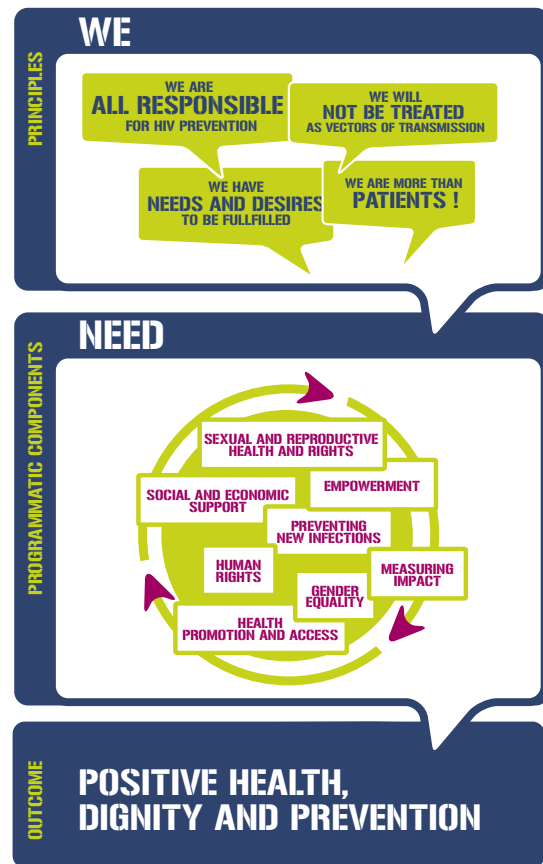 PRINCIPLES
WE
WE ARE
ALL RESPONSIBLE
FOR HIV PREVENTION
WE WILL
NOT BE TREATED
AS VECTORS OF TRANSMISSION
WE HAVE
NEEDS AND DESIRES
TO BE FULLFILLED
WE ARE MORE THAN
PATIENTS !
PROGRAMMATIC COMPONENTS
NEED
SEXUAL AND REPRODUCTIVE
HEALTH AND RIGHTS
EMPOWERMENT
SOCIAL AND ECONOMIC
SUPPORT
PREVENTING
NEW INFECTIONS
HUMAN
RIGHTS
MEASURING
IMPACT
GENDER
EQUALITY
HEALTH
PROMOTION AND ACCESS
OUTCOME
POSITIVE HEALTH,
DIGNITY AND PREVENTION